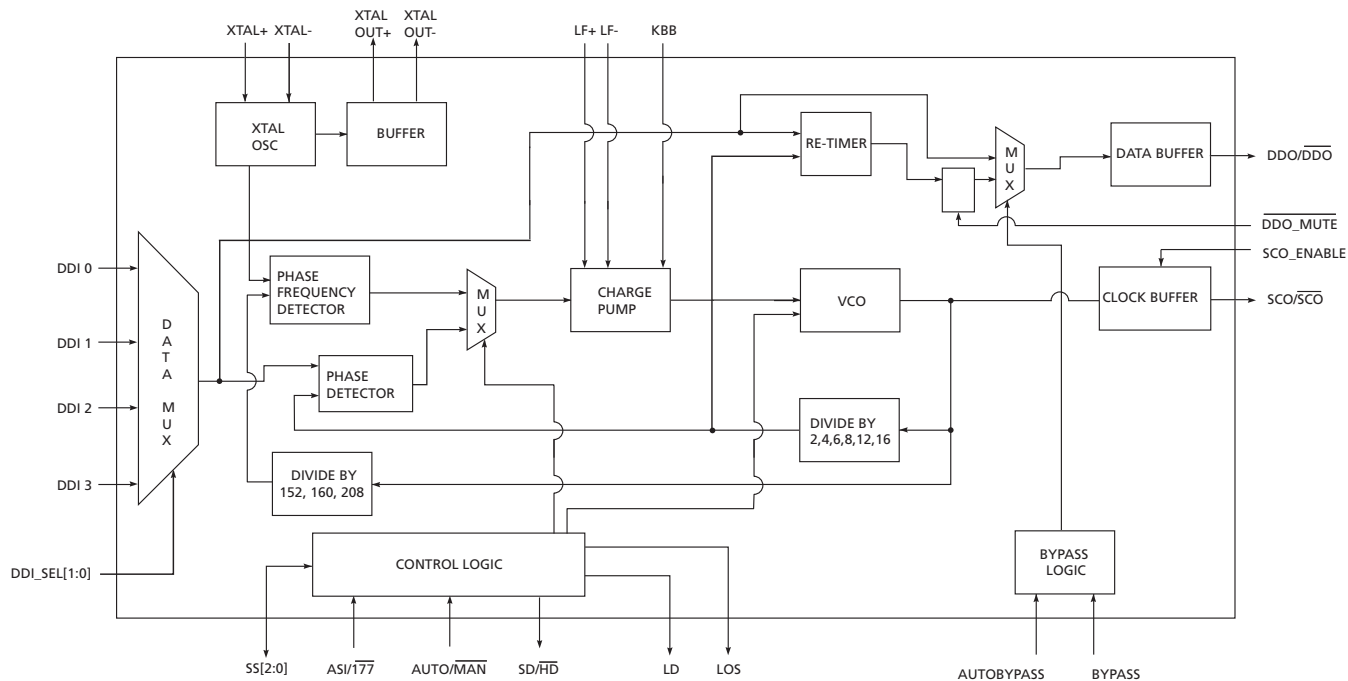 XTAL+ XTAL-
XTAL
OUT+
XTAL
OUT-
LF+ LF-
KBB
XTAL
OSC
BUFFER
RE-TIMER
M
U
X
DATA BUFFER
DDO/DDO
DDO_MUTE
SCO_ENABLE
DDI 0
DDI 1
DDI 2
DDI 3
D
A
T
A
M
U
X
PHASE
FREQUENCY
DETECTOR
M
U
X
CHARGE
PUMP
VCO
CLOCK BUFFER
SCO/SCO
PHASE
DETECTOR
DIVIDE BY
2,4,6,8,12,16
DIVIDE BY
152, 160, 208
DDI_SEL[1:0]
CONTROL LOGIC
BYPASS
LOGIC
SS[2:0]
ASI/177
AUTO/MAN
SD/HD
LD
LOS
AUTOBYPASS
BYPASS